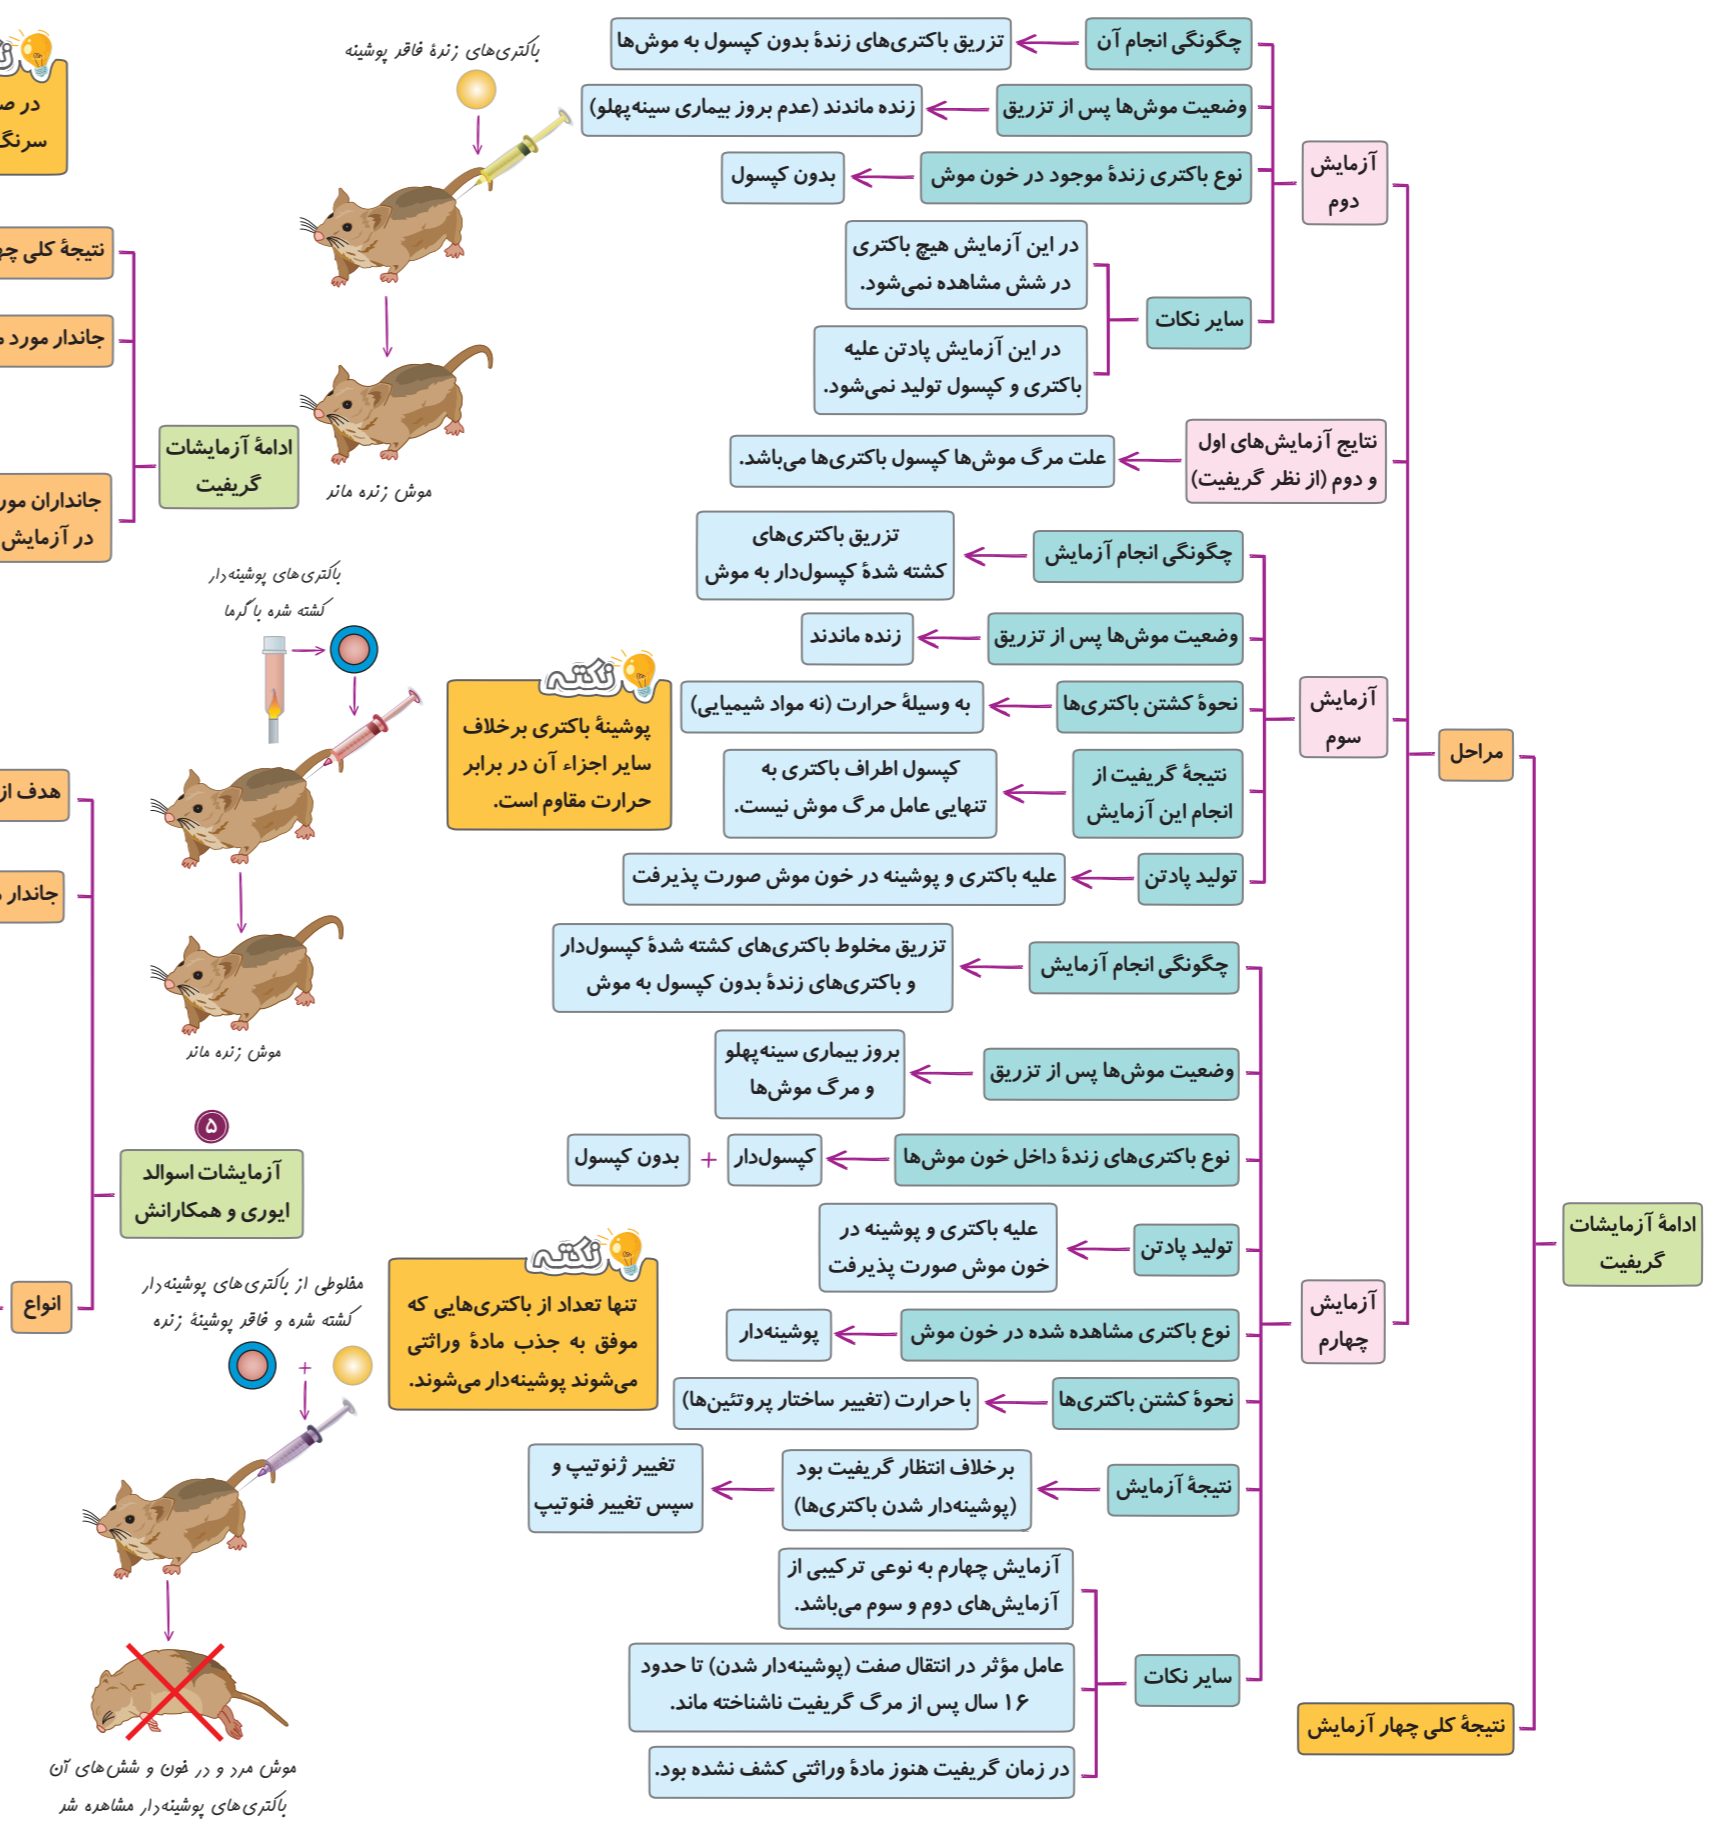 ادامهٔ آزمایشات
گریفیت
مراحل
آزمایش
دوم
چگونگی انجام آن
تزریق باکتری‌های زندهٔ بدون کپسول به موش‌ها
وضعیت موش‌ها پس از تزریق
زنده ماندند (عدم بروز بیماری سینه‌پهلو)
نوع باکتری زندهٔ موجود در خون موش
بدون کپسول
سایر نکات
در این آزمایش هیچ باکتری
در شش مشاهده نمی‌شود.
در این آزمایش پادتن علیه
باکتری و کپسول تولید نمی‌شود.
باکتری‌های زندهٔ فاقد پوشینه
موش زنده ماند
نتایج آزمایش‌های اول
و دوم (از نظر گریفیت)
علت مرگ موش‌ها کپسول باکتری‌ها می‌باشد.
آزمایش
سوم
چگونگی انجام آزمایش
تزریق باکتری‌های
کشته شدهٔ کپسول‌دار به موش
وضعیت موش‌ها پس از تزریق
زنده ماندند
نحوهٔ کشتن باکتری‌ها
به وسیلهٔ حرارت (نه مواد شیمیایی)
نتیجهٔ گریفیت از
انجام این آزمایش
کپسول اطراف باکتری به
تنهایی عامل مرگ موش نیست.
تولید پادتن
علیه باکتری و پوشینه در خون موش صورت پذیرفت
نکته
پوشینهٔ باکتری برخلاف
سایر اجزاء آن در برابر
حرارت مقاوم است.
باکتری‌های پوشینه‌دار
کشته شده با گرما
موش زنده ماند
آزمایش
چهارم
چگونگی انجام آزمایش
تزریق مخلوط باکتری‌های کشته شدهٔ کپسول‌دار
و باکتری‌های زندهٔ بدون کپسول به موش
وضعیت موش‌ها پس از تزریق
بروز بیماری سینه‌پهلو
و مرگ موش‌ها
نوع باکتری‌های زندهٔ داخل خون موش‌ها
کپسول‌دار + بدون کپسول
تولید پادتن
علیه باکتری و پوشینه در
خون موش صورت پذیرفت
نوع باکتری مشاهده شده در خون موش
پوشینه‌دار
نحوهٔ کشتن باکتری‌ها
با حرارت (تغییر ساختار پروتئین‌ها)
نتیجهٔ آزمایش
برخلاف انتظار گریفیت بود
(پوشینه‌دار شدن باکتری‌ها)
تغییر ژنوتیپ و
سپس تغییر فنوتیپ
سایر نکات
آزمایش چهارم به نوعی ترکیبی از
آزمایش‌های دوم و سوم می‌باشد.
عامل مؤثر در انتقال صفت (پوشینه‌دار شدن) تا حدود
۱۶ سال پس از مرگ گریفیت ناشناخته ماند.
در زمان گریفیت هنوز مادهٔ وراثتی کشف نشده بود.
نکته
تنها تعداد از باکتری‌هایی که
موفق به جذب مادهٔ وراثتی
می‌شوند پوشینه‌دار می‌شوند.
مخلوطی از باکتری‌های پوشینه‌دار
کشته شده و فاقد پوشینهٔ زنده
+
موش مرد و در خون و شش‌های آن
باکتری‌های پوشینه‌دار مشاهده شد
نتیجهٔ کلی چهار آزمایش
در
سرنگ
ادامهٔ آزمایشات
گریفیت
نتیجهٔ کلی
جاندار مورد
جانداران
در آزمایش
۵
آزمایشات اسوالد
ایوری و همکارانش
هدف از
جاندار
انواع